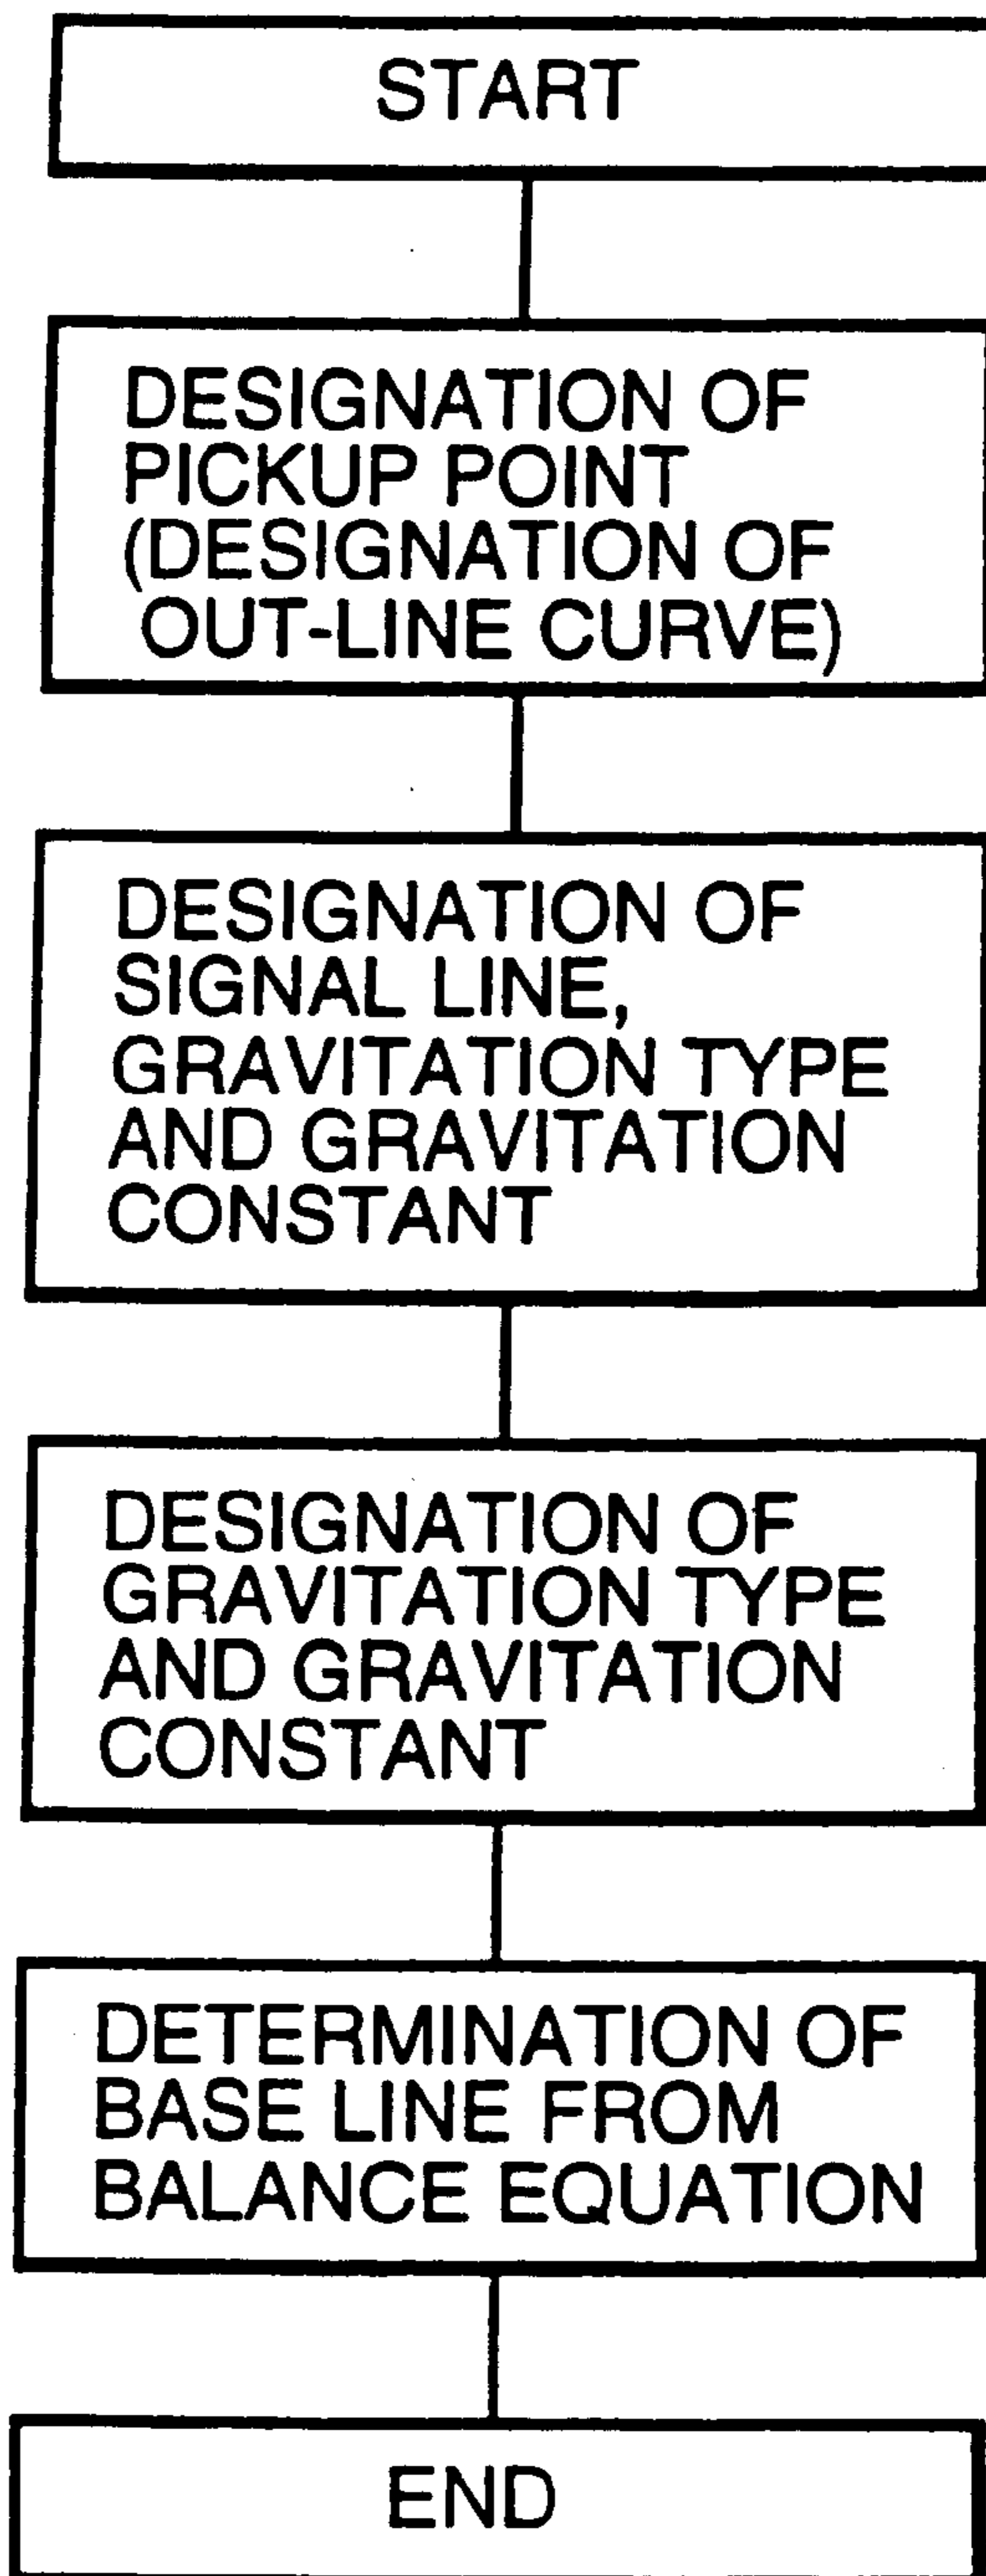 START
DESIGNATION OF
PICKUP POINT
(DESIGNATION OF
OUT-LINE CURVE)
DESIGNATION OF
SIGNAL LINE,
GRAVITATION TYPE
AND GRAVITATION
CONSTANT
DESIGNATION OF
GRAVITATION TYPE
AND GRAVITATION
CONSTANT
DETERMINATION OF
BASE LINE FROM
BALANCE EQUATION
END